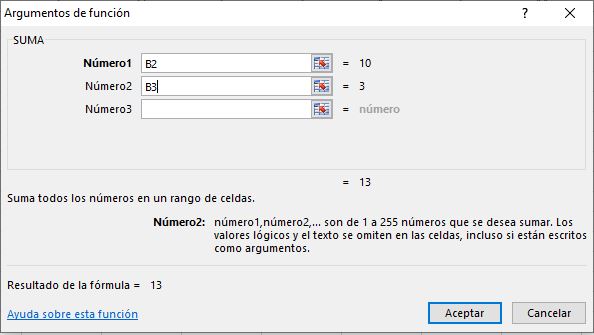 Argumentos de función ?
SUMA
Número1 B2 = 10
Número2 B3 = 3
Número3 = número
= 13
Suma todos los números en un rango de celdas.
Número2: número1,número2,... son de 1 a 255 números que se desea sumar. Los
valores lógicos y el texto se omiten en las celdas, incluso si están escritos
como argumentos.
Resultado de la fórmula = 13
Ayuda sobre esta función Aceptar Cancelar